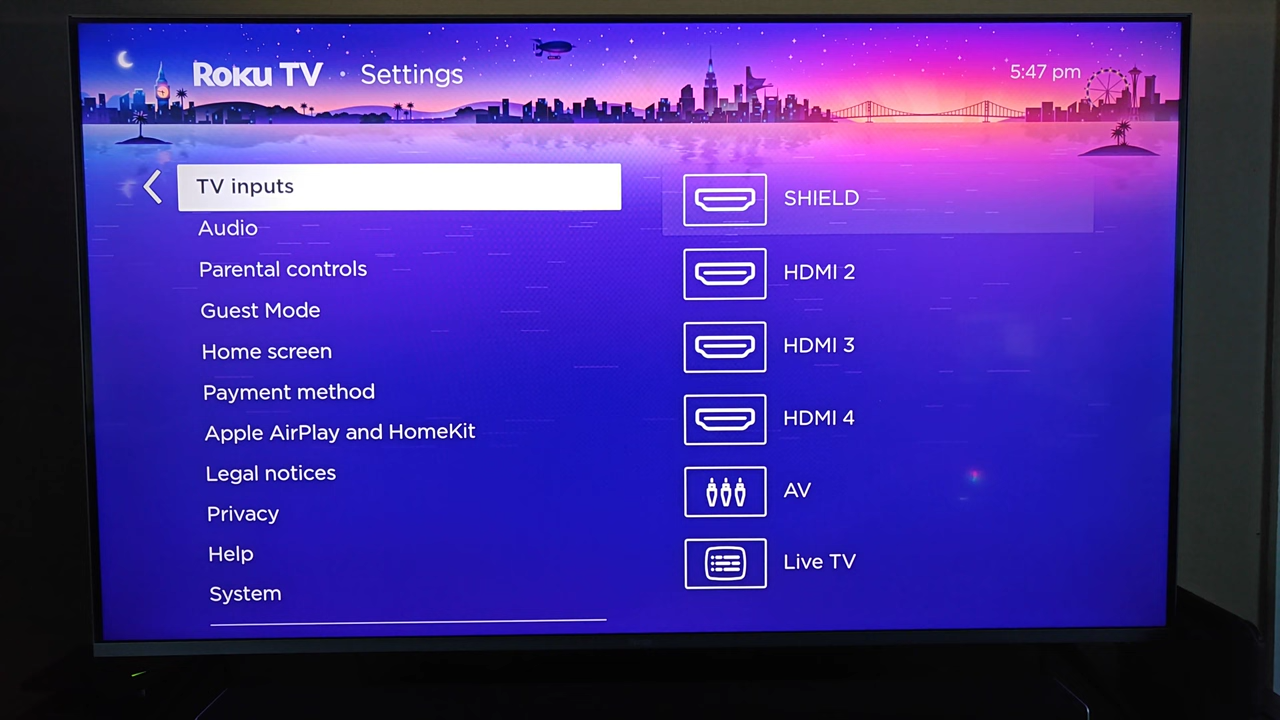 Roku TV • Settings
5:47 pm
TV inputs
Audio
Parental controls
Guest Mode
Home screen
Payment method
Apple AirPlay and HomeKit
Legal notices
Privacy
Help
System
SHIELD
HDMI 2
HDMI 3
HDMI 4
AV
Live TV